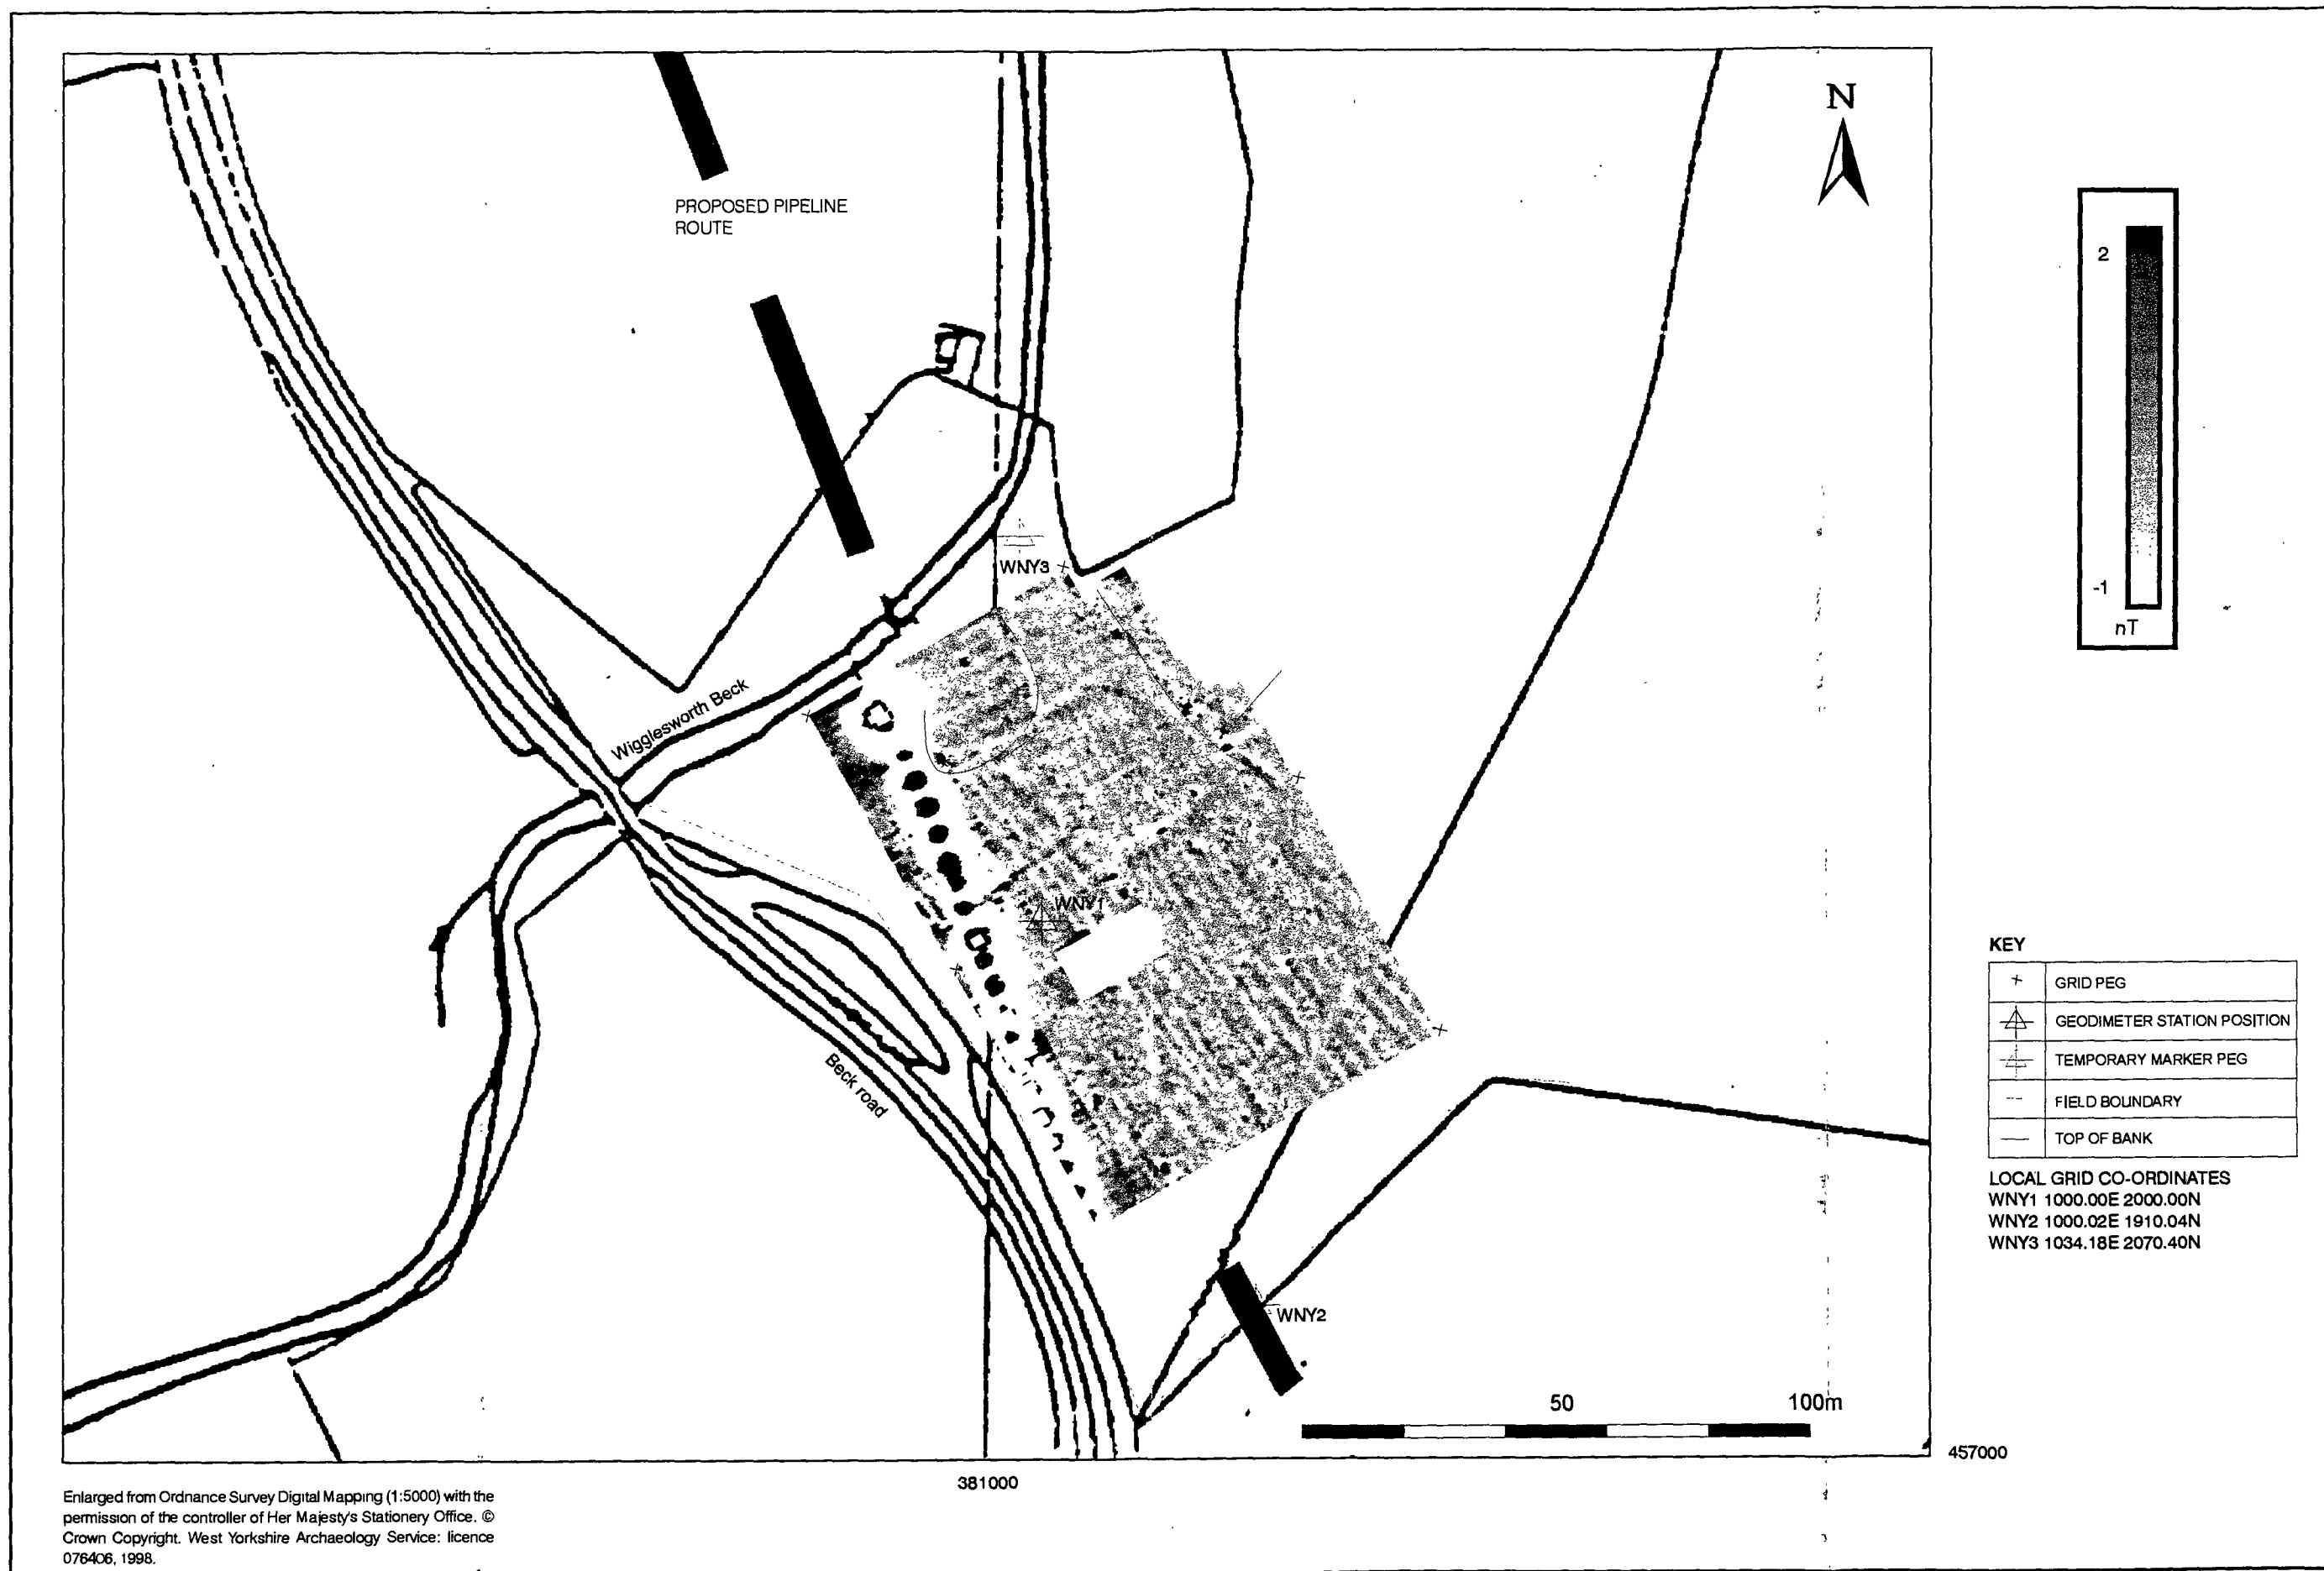 N
PROPOSED PIPELINE
ROUTE
2
-1
nT
WNY3
Wigglesworth Beck
WNY1
Beck road
WNY2
KEY
GRID PEG
GEODIMETER STATION POSITION
TEMPORARY MARKER PEG
FIELD BOUNDARY
TOP OF BANK
LOCAL GRID CO-ORDINATES
WNY1 1000.00E 2000.00N
WNY2 1000.02E 1910.04N
WNY3 1034.18E 2070.40N
50
100m
457000
381000
Enlarged from Ordnance Survey Digital Mapping (1:5000) with the
permission of the controller of Her Majesty's Stationery Office. ©
Crown Copyright. West Yorkshire Archaeology Service: licence
076406, 1998.